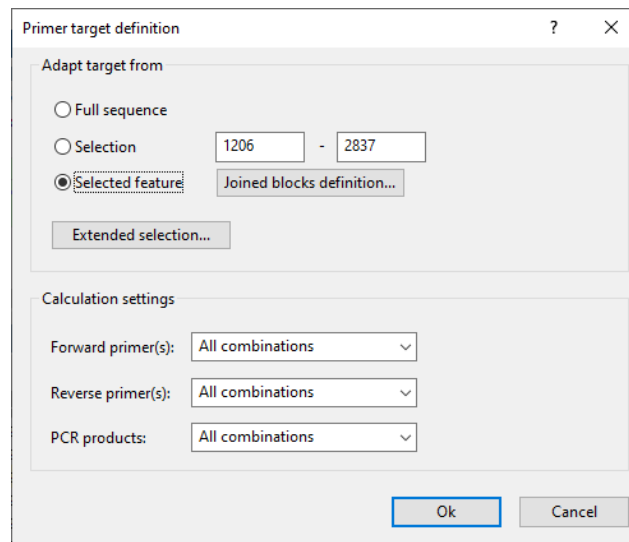 Primer target definition ?
Adapt target from
Full sequence
Selection 1206 - 2837
Selected feature Joined blocks definition...
Extended selection...
Calculation settings
Forward primer(s): All combinations
Reverse primer(s): All combinations
PCR products: All combinations
Ok Cancel